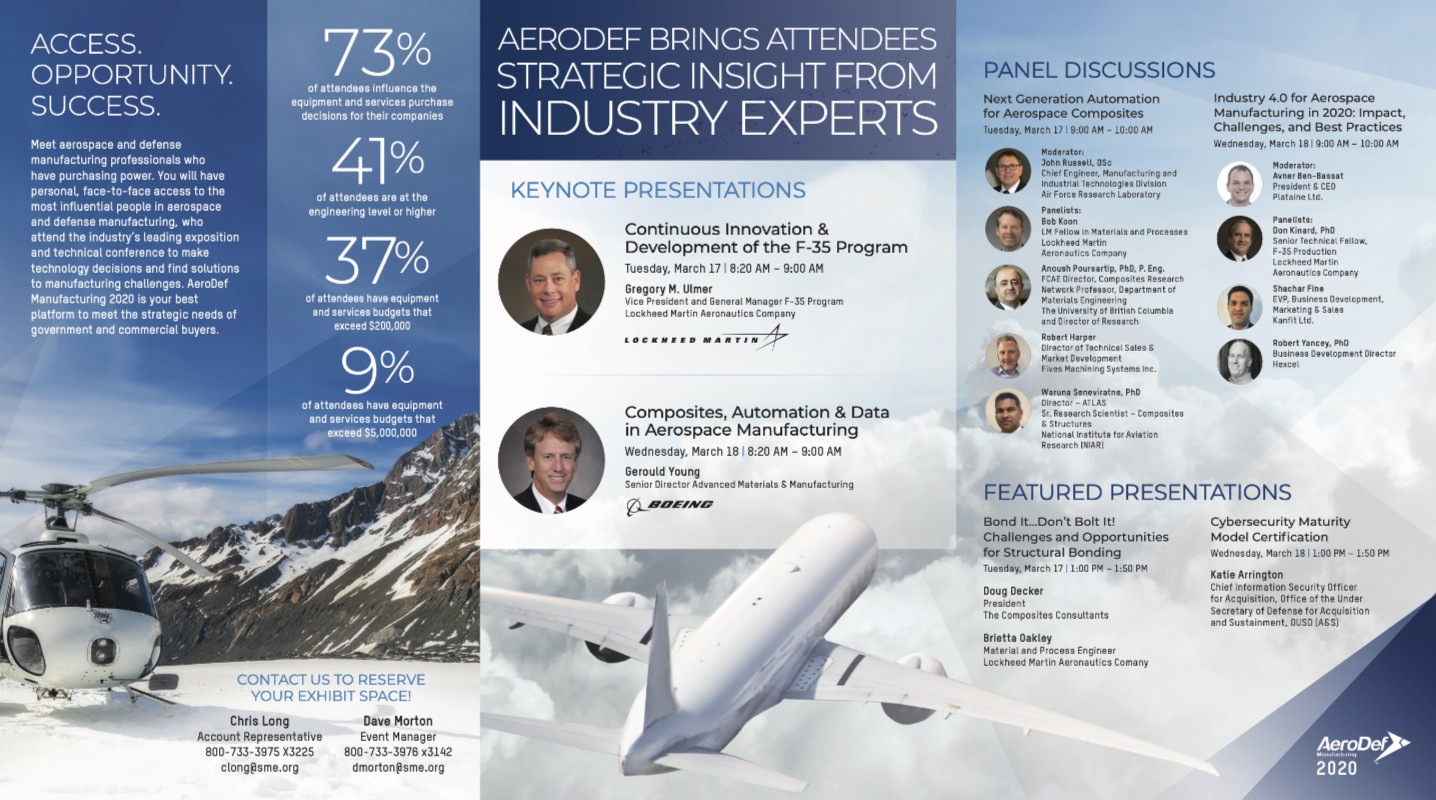 ACCESS.
OPPORTUNITY.
SUCCESS.
Meet aerospace and defense
manufacturing professionals who
have purchasing power. You will have
personal, face-to-face access to the
most influential people in aerospace
and defense manufacturing, who
attend the industry's leading exposition
and technical conference to make
technology decisions and find solutions
to manufacturing challenges. AeroDef
Manufacturing 2020 is your best
platform to meet the strategic needs of
government and commercial buyers.
73%
of attendees influence the
equipment and services purchase
decisions for their companies
41%
of attendees are at the
engineering level or higher
37%
of attendees have equipment
and services budgets that
exceed $200,000
9%
of attendees have equipment
and services budgets that
exceed $5,000,000
CONTACT US TO RESERVE
YOUR EXHIBIT SPACE!
Chris Long
Account Representative
800-733-3975 X3225
clong@sme.org
Dave Morton
Event Manager
800-733-3976 x3142
dmorton@sme.org
AERODEF BRINGS ATTENDEES
STRATEGIC INSIGHT FROM
INDUSTRY EXPERTS
KEYNOTE PRESENTATIONS
Continuous Innovation &
Development of the F-35 Program
Tuesday, March 17 | 8:20 AM – 9:00 AM
Gregory M. Ulmer
Vice President and General Manager F-35 Program
Lockheed Martin Aeronautics Company
LOCKHEED MARTIN
Composites, Automation & Data
in Aerospace Manufacturing
Wednesday, March 18 | 8:20 AM – 9:00 AM
Gerould Young
Senior Director Advanced Materials & Manufacturing
BOEING
PANEL DISCUSSIONS
Next Generation Automation
for Aerospace Composites
Tuesday, March 17 | 9:00 AM – 10:00 AM
Moderator:
John Russell, DSc
Chief Engineer, Manufacturing and
Industrial Technologies Division
Air Force Research Laboratory
Panelists:
Bob Koon
LM Fellow in Materials and Processes
Lockheed Martin
Aeronautics Company
Anoush Poursartip, PhD, P. Eng.
FCAE Director, Composites Research
Network Professor, Department of
Materials Engineering
The University of British Columbia
and Director of Research
Robert Harper
Director of Technical Sales &
Market Development
Fives Machining Systems Inc.
Waruna Seneviratne, PhD
Director – ATLAS
Sr. Research Scientist – Composites
& Structures
National Institute for Aviation
Research (NIAR)
Industry 4.0 for Aerospace
Manufacturing in 2020: Impact,
Challenges, and Best Practices
Wednesday, March 18 | 9:00 AM – 10:00 AM
Moderator:
Avner Ben-Bassat
President & CEO
Plataine Ltd.
Panelists:
Don Kinard, PhD
Senior Technical Fellow,
F-35 Production
Lockheed Martin
Aeronautics Company
Shachar Fine
EVP, Business Development,
Marketing & Sales
Kanfit Ltd.
Robert Yancey, PhD
Business Development Director
Hexcel
FEATURED PRESENTATIONS
Bond It...Don't Bolt It!
Challenges and Opportunities
for Structural Bonding
Tuesday, March 17 | 1:00 PM – 1:50 PM
Doug Decker
President
The Composites Consultants
Brietta Oakley
Material and Process Engineer
Lockheed Martin Aeronautics Comany
Cybersecurity Maturity
Model Certification
Wednesday, March 18 | 1:00 PM – 1:50 PM
Katie Arrington
Chief Information Security Officer
for Acquisition, Office of the Under
Secretary of Defense for Acquisition
and Sustainment, OUSD (A&S)
AeroDef
Manufacturing
2020